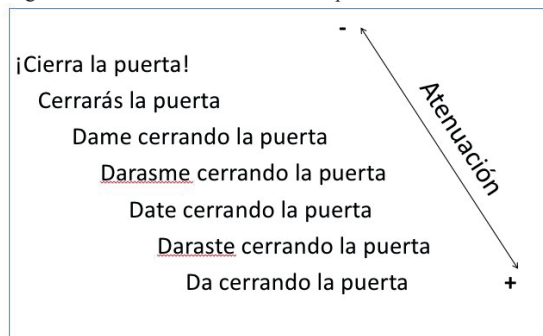 -
¡Cierra la puerta!
Cerrarás la puerta
Dame cerrando la puerta
Darasme cerrando la puerta
Date cerrando la puerta
Daraste cerrando la puerta
Da cerrando la puerta
Atenuación
+